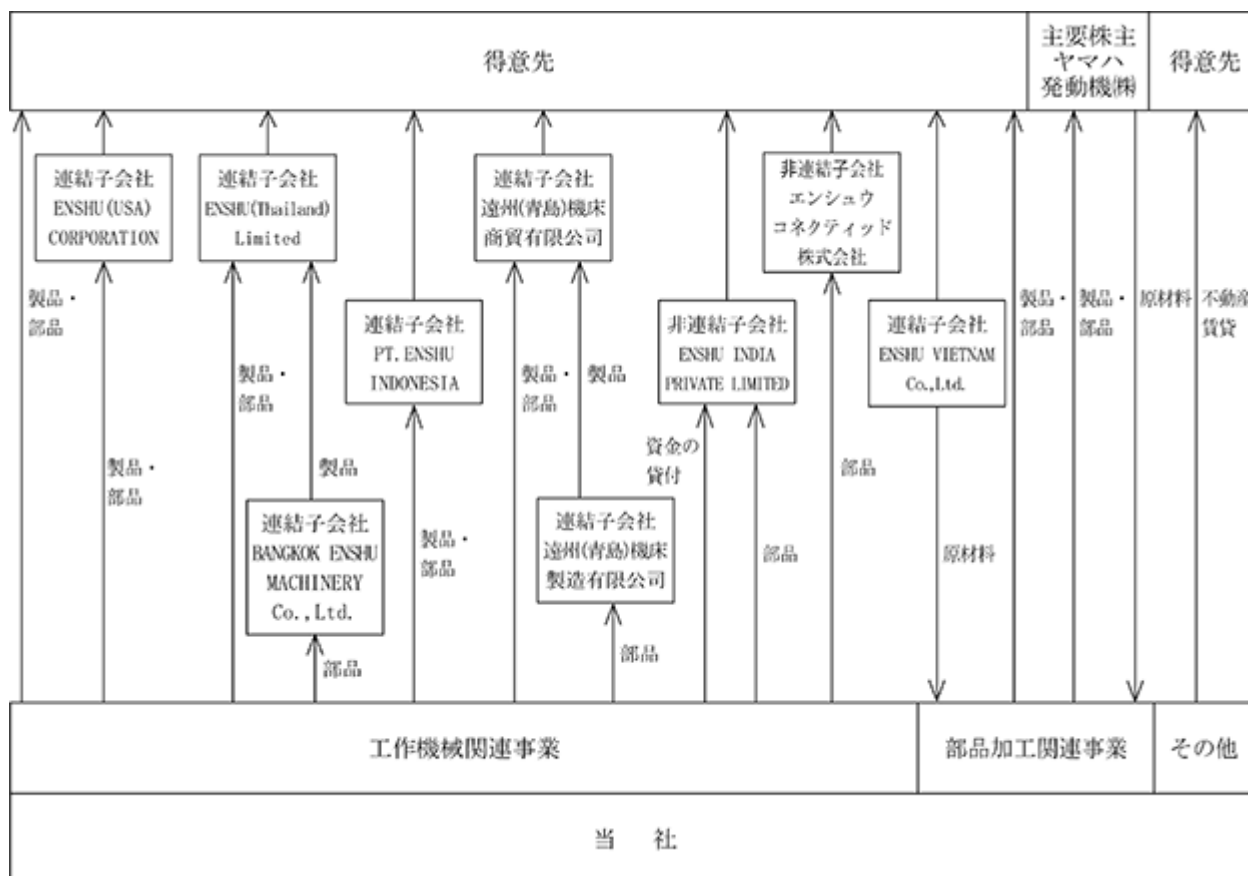 得意先
主要株主
ヤマハ
発動機㈱
得意先
連結子会社
ENSHU(USA)
CORPORATION
連結子会社
ENSHU(Thailand)
Limited
連結子会社
遠州(青島)機床
商貿有限公司
非連結子会社
エンシュウ
コネクティッド
株式会社
製品・
部品
連結子会社
PT.ENSHU
INDONESIA
非連結子会社
ENSHU INDIA
PRIVATE LIMITED
連結子会社
ENSHU VIETNAM
Co.,Ltd.
製品・
部品
製品・
部品
原材料
不動産
賃貸
製品・
部品
製品・
部品
製品
資金の
貸付
製品・
部品
製品
部品
連結子会社
BANGKOK ENSHU
MACHINERY
Co.,Ltd.
製品・
部品
連結子会社
遠州(青島)機床
製造有限公司
部品
原材料
部品
部品
工作機械関連事業
部品加工関連事業
その他
当 社